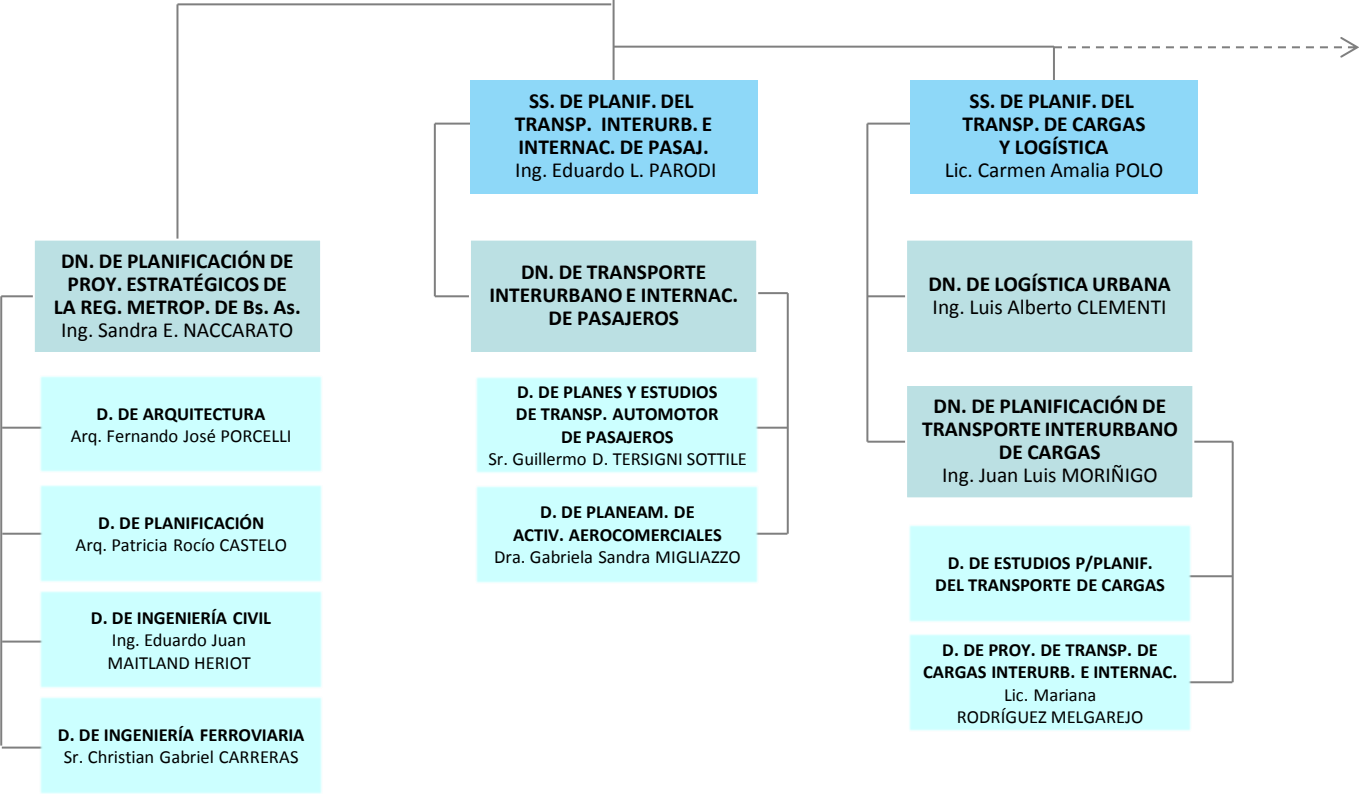 SS. DE PLANIF. DEL
TRANSP. INTERURB. E
INTERNAC. DE PASAJ.
Ing. Eduardo L. PARODI
SS. DE PLANIF. DEL
TRANSP. DE CARGAS
Y LOGÍSTICA
Lic. Carmen Amalia POLO
DN. DE PLANIFICACIÓN DE
PROY. ESTRATÉGICOS DE
LA REG. METROP. DE Bs. As.
Ing. Sandra E. NACCARATO
DN. DE TRANSPORTE
INTERURBANO E INTERNAC.
DE PASAJEROS
DN. DE LOGÍSTICA URBANA
Ing. Luis Alberto CLEMENTI
D. DE ARQUITECTURA
Arq. Fernando José PORCELLI
D. DE PLANES Y ESTUDIOS
DE TRANSP. AUTOMOTOR
DE PASAJEROS
Sr. Guillermo D. TERSIGNI SOTTILE
DN. DE PLANIFICACIÓN DE
TRANSPORTE INTERURBANO
DE CARGAS
Ing. Juan Luis MORIÑIGO
D. DE PLANIFICACIÓN
Arq. Patricia Rocío CASTELO
D. DE PLANEAM. DE
ACTIV. AEROCOMERCIALES
Dra. Gabriela Sandra MIGLIAZZO
D. DE ESTUDIOS P/PLANIF.
DEL TRANSPORTE DE CARGAS
D. DE INGENIERÍA CIVIL
Ing. Eduardo Juan
MAITLAND HERIOT
D. DE PROY. DE TRANSP. DE
CARGAS INTERURB. E INTERNAC.
Lic. Mariana
RODRÍGUEZ MELGAREJO
D. DE INGENIERÍA FERROVIARIA
Sr. Christian Gabriel CARRERAS